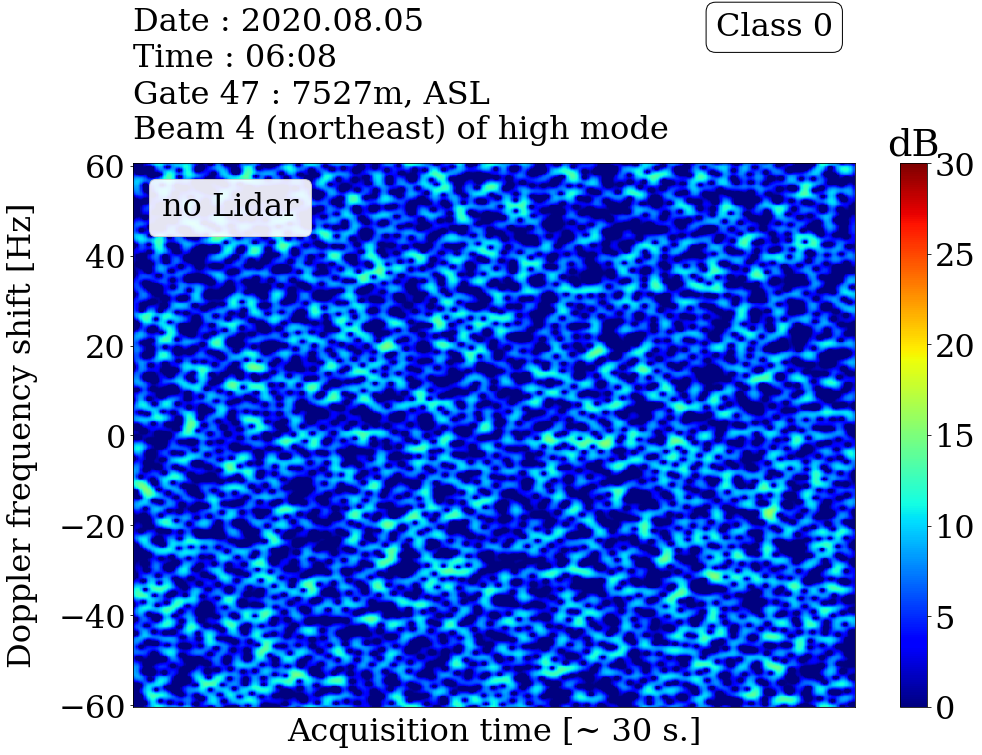 Date : 2020.08.05
Time : 06:08
Gate 47 : 7527m, ASL
Beam 4 (northeast) of high mode
Class 0
no Lidar
Doppler frequency shift [Hz]
60
40
20
0
−20
−40
−60
Acquisition time [~ 30 s.]
dB
30
25
20
15
10
5
0